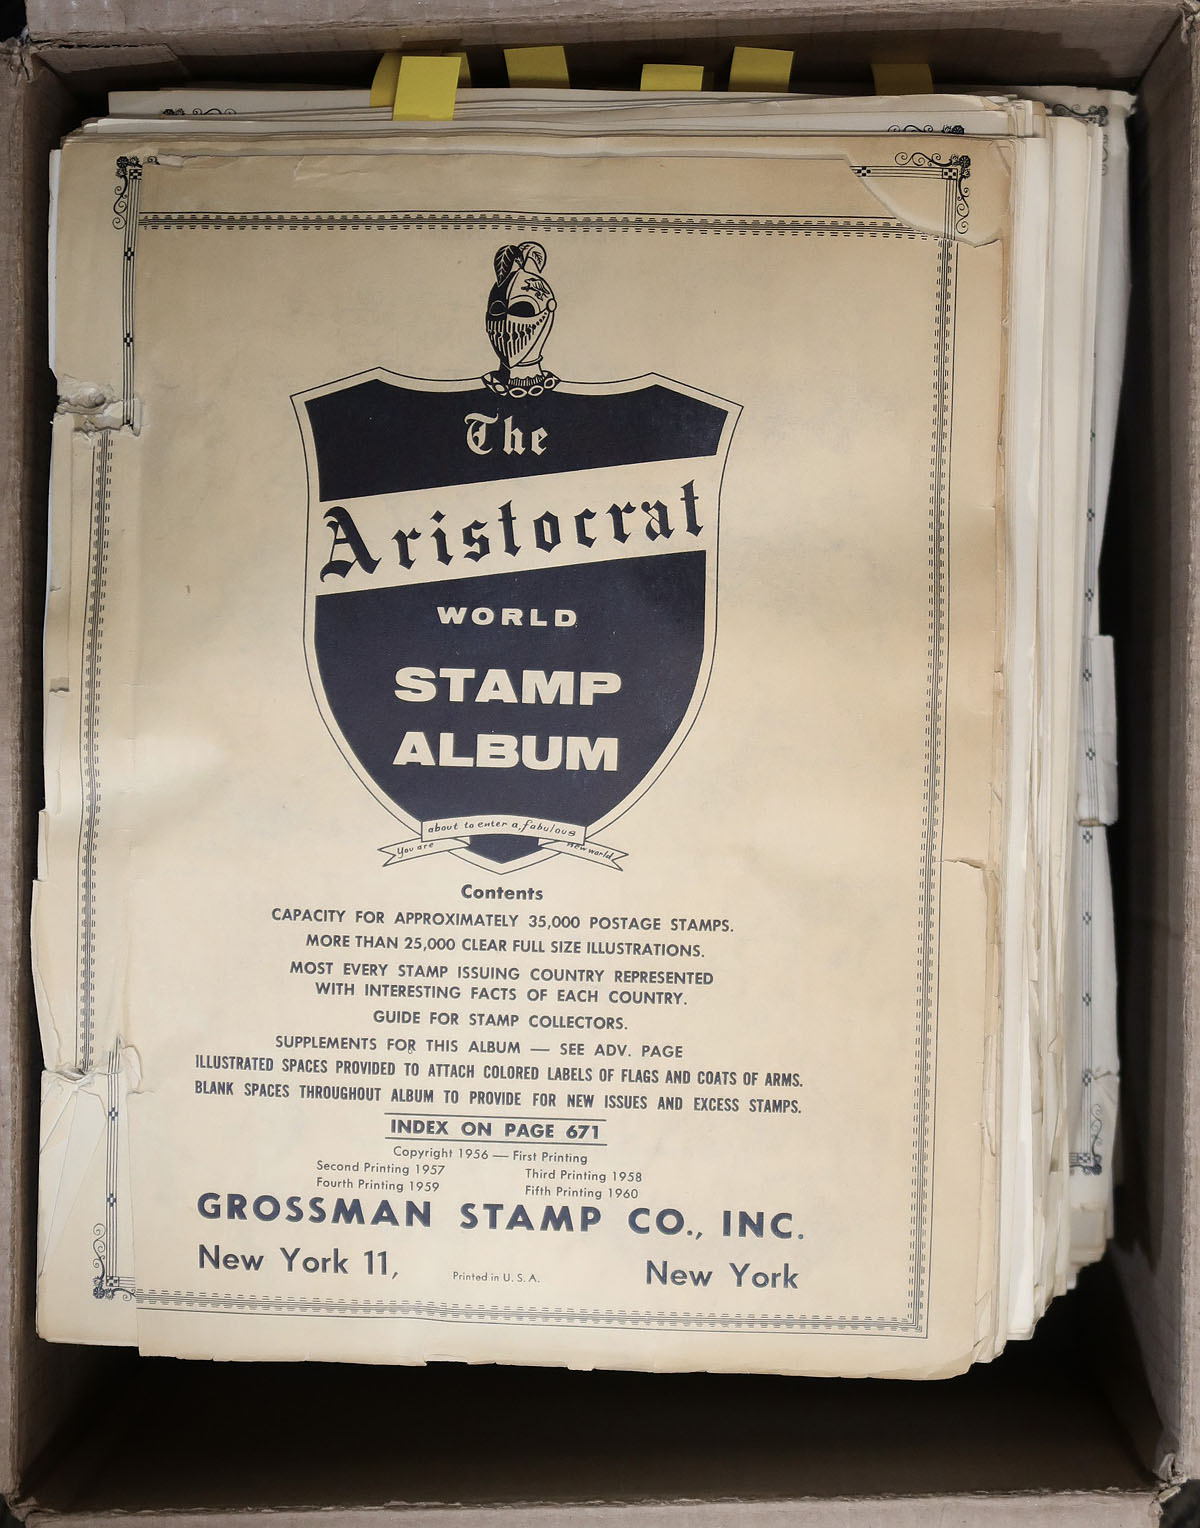 The
Aristocrat
WORLD
STAMP
ALBUM
You are about to enter a fabulous new world
Contents
CAPACITY FOR APPROXIMATELY 35,000 POSTAGE STAMPS.
MORE THAN 25,000 CLEAR FULL SIZE ILLUSTRATIONS.
MOST EVERY STAMP ISSUING COUNTRY REPRESENTED
WITH INTERESTING FACTS OF EACH COUNTRY.
GUIDE FOR STAMP COLLECTORS.
SUPPLEMENTS FOR THIS ALBUM — SEE ADV. PAGE
ILLUSTRATED SPACES PROVIDED TO ATTACH COLORED LABELS OF FLAGS AND COATS OF ARMS.
BLANK SPACES THROUGHOUT ALBUM TO PROVIDE FOR NEW ISSUES AND EXCESS STAMPS.
INDEX ON PAGE 671
Copyright 1956 — First Printing
Second Printing 1957 Third Printing 1958
Fourth Printing 1959 Fifth Printing 1960
GROSSMAN STAMP CO., INC.
New York 11, Printed in U. S. A. New York